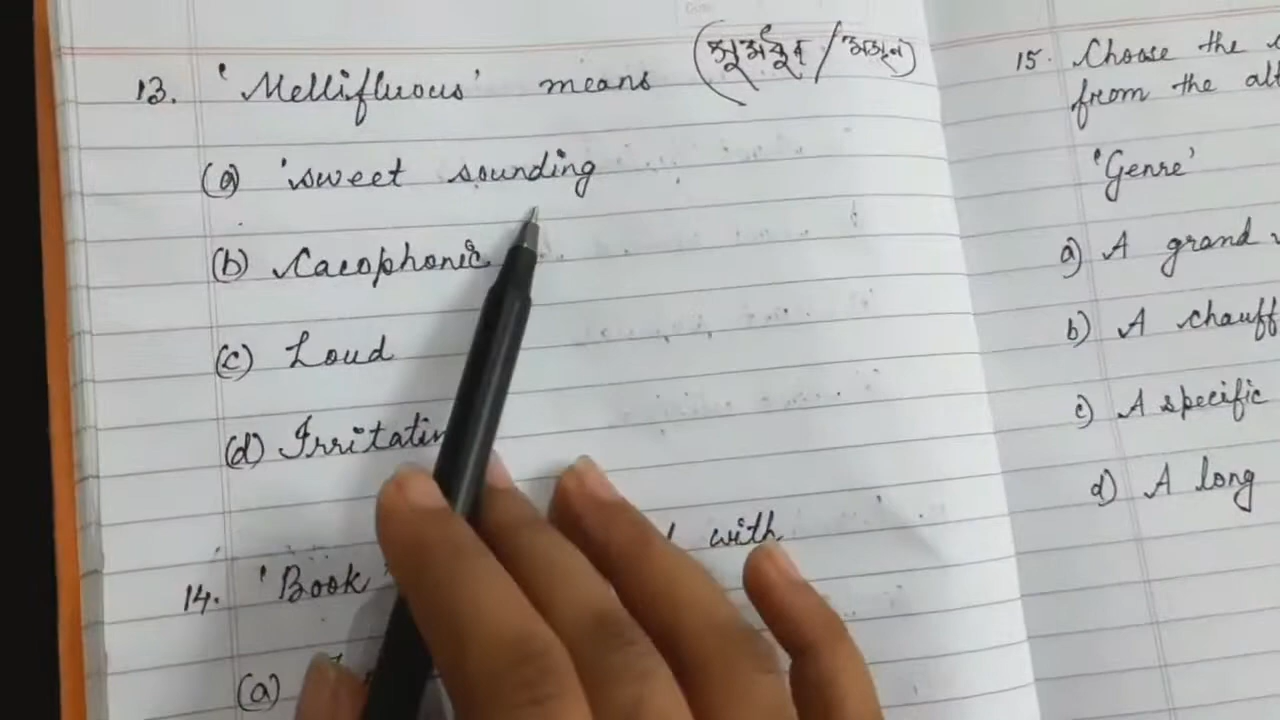 13. 'Mellifluous' means
(a) 'sweet sounding
(b) Cacophonic
(c) Loud
(d) Irritatin
14. 'Book'
with
(a)
15. Choose the
from the alt
'Genre'
a) A grand
b) A chauff
c) A specific
d) A long